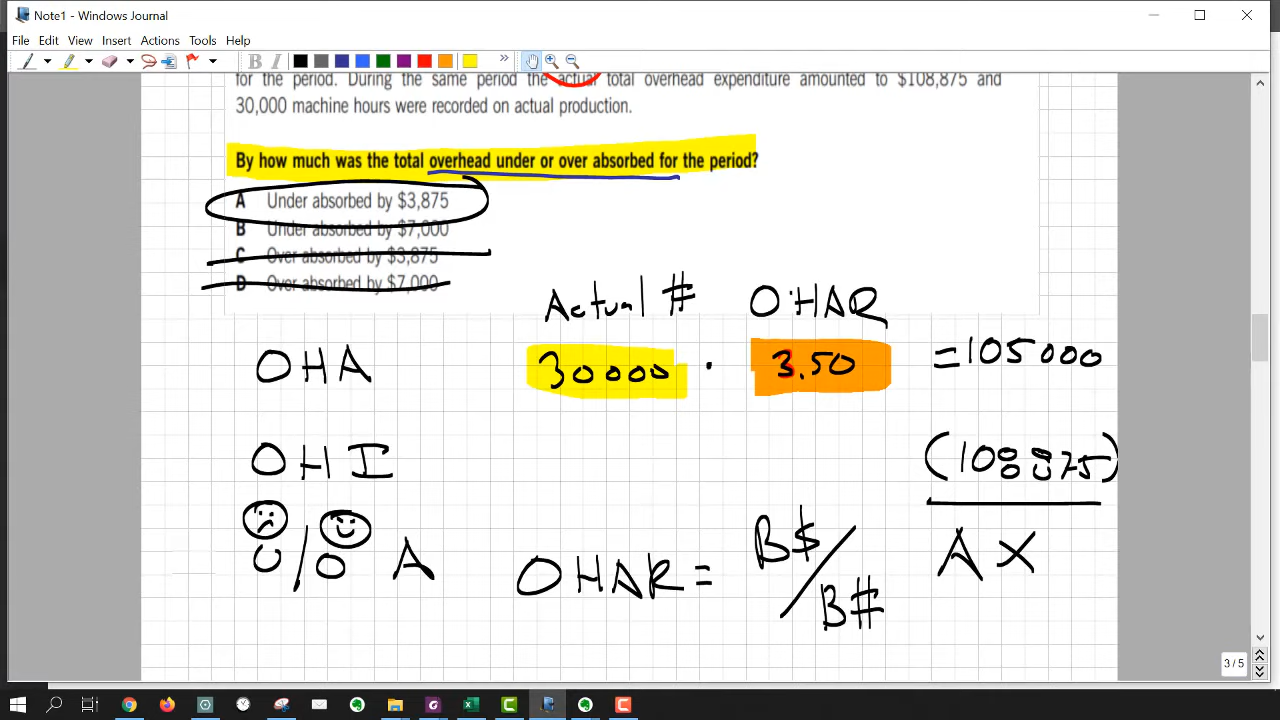 Note1 - Windows Journal
File Edit View Insert Actions Tools Help
B I »
for the period. During the same period the actual total overhead expenditure amounted to $108,875 and
30,000 machine hours were recorded on actual production.
By how much was the total overhead under or over absorbed for the period?
A Under absorbed by $3,875
B Under absorbed by $7,000
C Over absorbed by $3,875
D Over absorbed by $7,000
Actual # OHAR
OHA 30000 . 3.50 =105000
OHI (108875)
U/O A OHAR = B$/B# AX
3/5